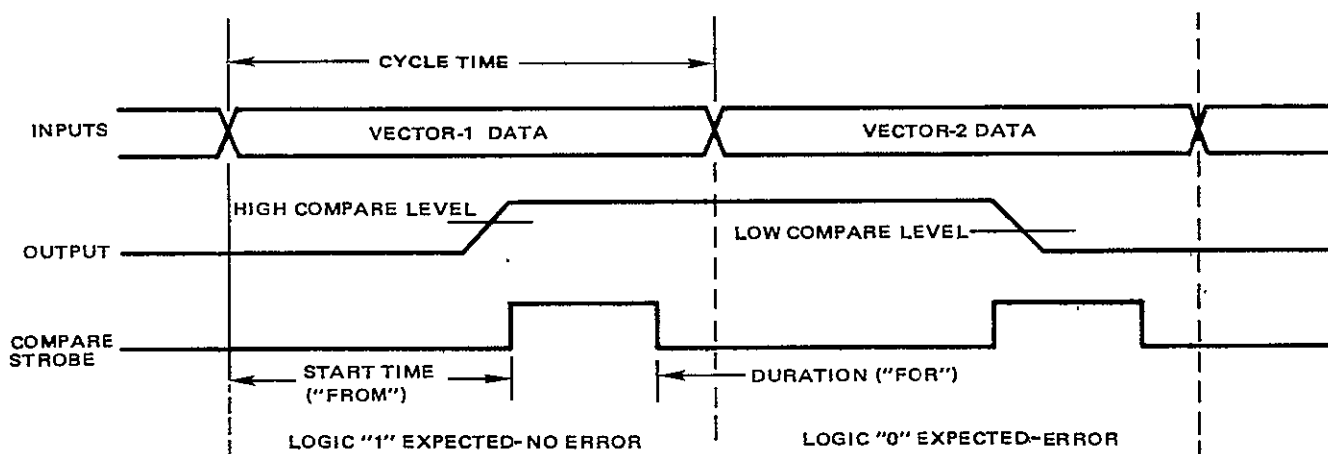 CYCLE TIME
INPUTS
VECTOR-1 DATA
VECTOR-2 DATA
HIGH COMPARE LEVEL
LOW COMPARE LEVEL
OUTPUT
COMPARE
STROBE
START TIME
("FROM")
DURATION ("FOR")
LOGIC "1" EXPECTED-NO ERROR
LOGIC "0" EXPECTED-ERROR